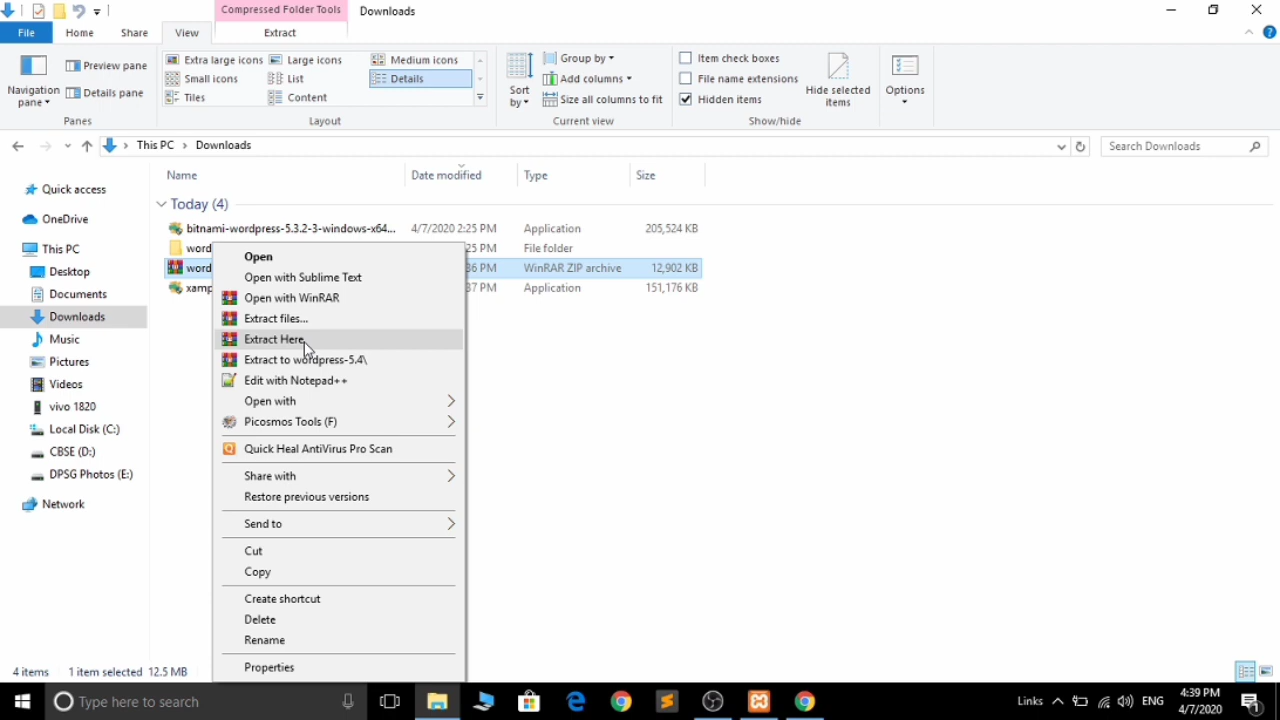 Compressed Folder Tools
Downloads
File
Home
Share
View
Extract
Navigation pane
Preview pane
Details pane
Panes
Extra large icons
Large icons
Medium icons
Small icons
List
Details
Tiles
Content
Layout
Sort by
Group by
Add columns
Size all columns to fit
Current view
Item check boxes
File name extensions
Hidden items
Hide selected items
Show/hide
Options
This PC
Downloads
Search Downloads
Name
Date modified
Type
Size
Quick access
OneDrive
This PC
Desktop
Documents
Downloads
Music
Pictures
Videos
vivo 1820
Local Disk (C:)
CBSE (D:)
DPSG Photos (E:)
Network
Today (4)
bitnami-wordpress-5.3.2-3-windows-x64... 4/7/2020 2:25 PM Application 205,524 KB
word 25 PM File folder
word 36 PM WinRAR ZIP archive 12,902 KB
xamp 37 PM Application 151,176 KB
Open
Open with Sublime Text
Open with WinRAR
Extract files...
Extract Here
Extract to wordpress-5.4\
Edit with Notepad++
Open with
Picosmos Tools (F)
Quick Heal AntiVirus Pro Scan
Share with
Restore previous versions
Send to
Cut
Copy
Create shortcut
Delete
Rename
Properties
4 items 1 item selected 12.5 MB
Type here to search
Links
ENG
4:39 PM
4/7/2020